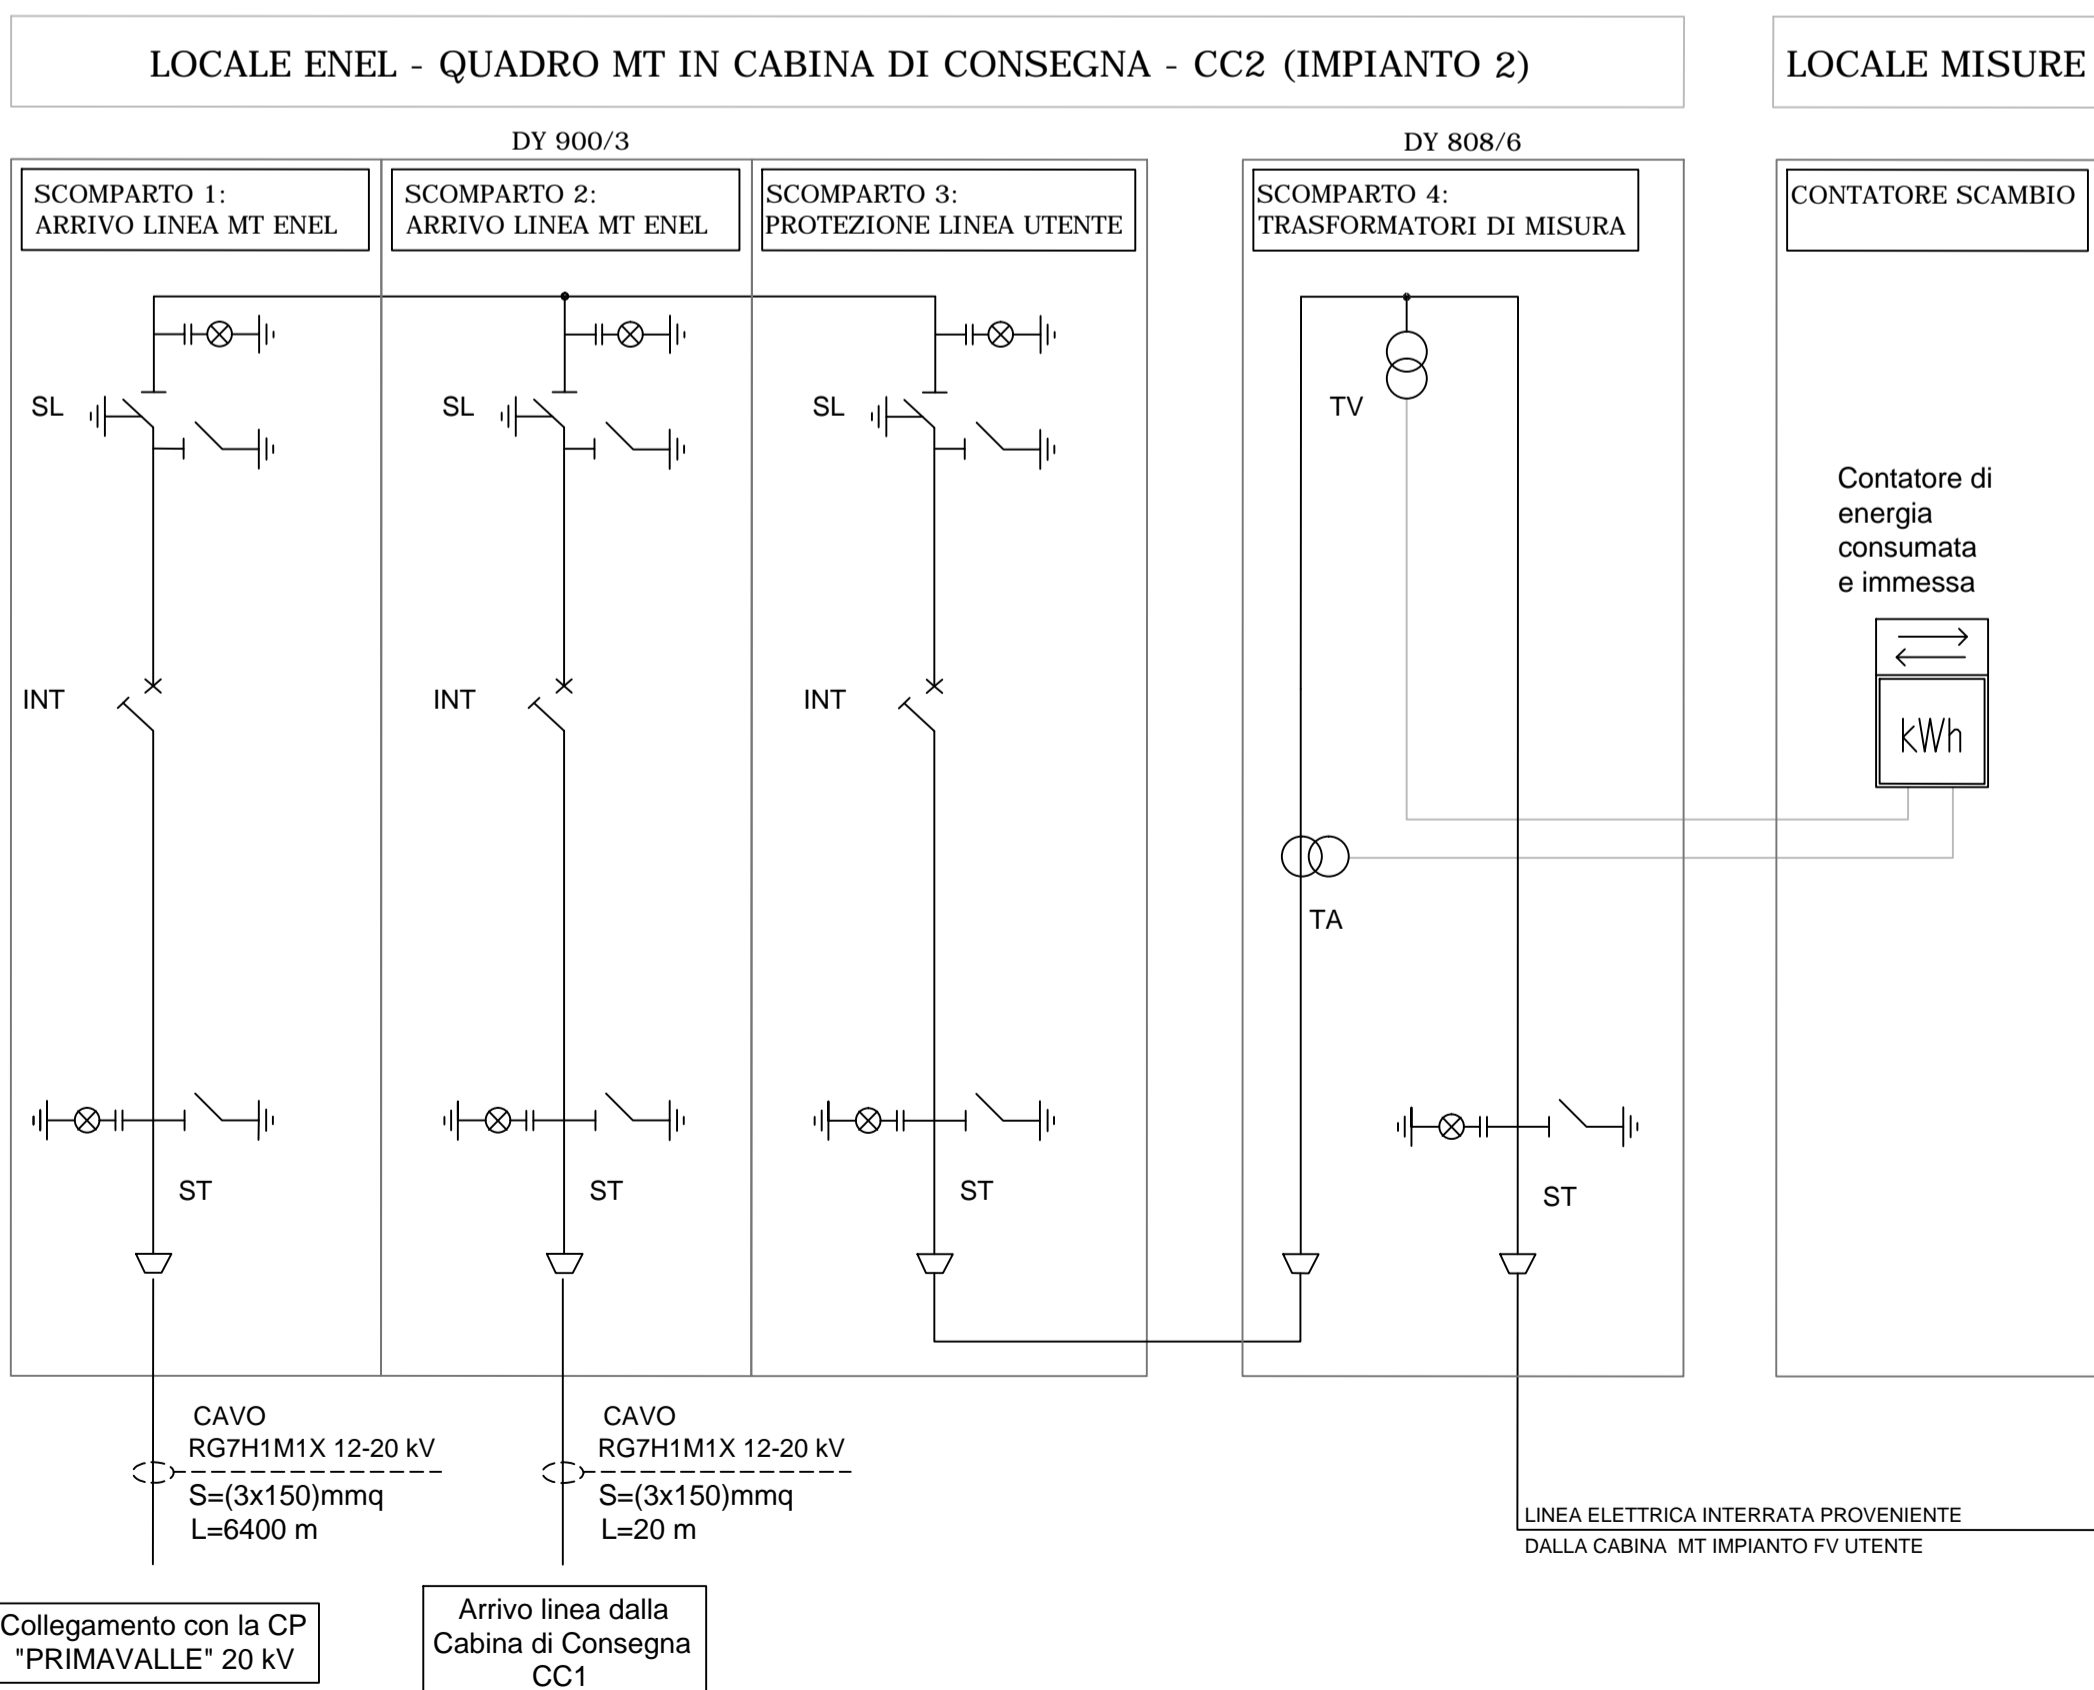 LOCALE ENEL - QUADRO MT IN CABINA DI CONSEGNA - CC2 (IMPIANTO 2)
LOCALE MISURE
DY 900/3
DY 808/6
SCOMPARTO 1:
ARRIVO LINEA MT ENEL
SCOMPARTO 2:
ARRIVO LINEA MT ENEL
SCOMPARTO 3:
PROTEZIONE LINEA UTENTE
SCOMPARTO 4:
TRASFORMATORI DI MISURA
CONTATORE SCAMBIO
SL
SL
SL
TV
Contatore di
energia
consumata
e immessa
INT
INT
INT
kWh
TA
ST
ST
ST
ST
CAVO
RG7H1M1X 12-20 kV
S=(3x150)mmq
L=6400 m
CAVO
RG7H1M1X 12-20 kV
S=(3x150)mmq
L=20 m
LINEA ELETTRICA INTERRATA PROVENIENTE
DALLA CABINA MT IMPIANTO FV UTENTE
Collegamento con la CP
"PRIMAVALLE" 20 kV
Arrivo linea dalla
Cabina di Consegna
CC1